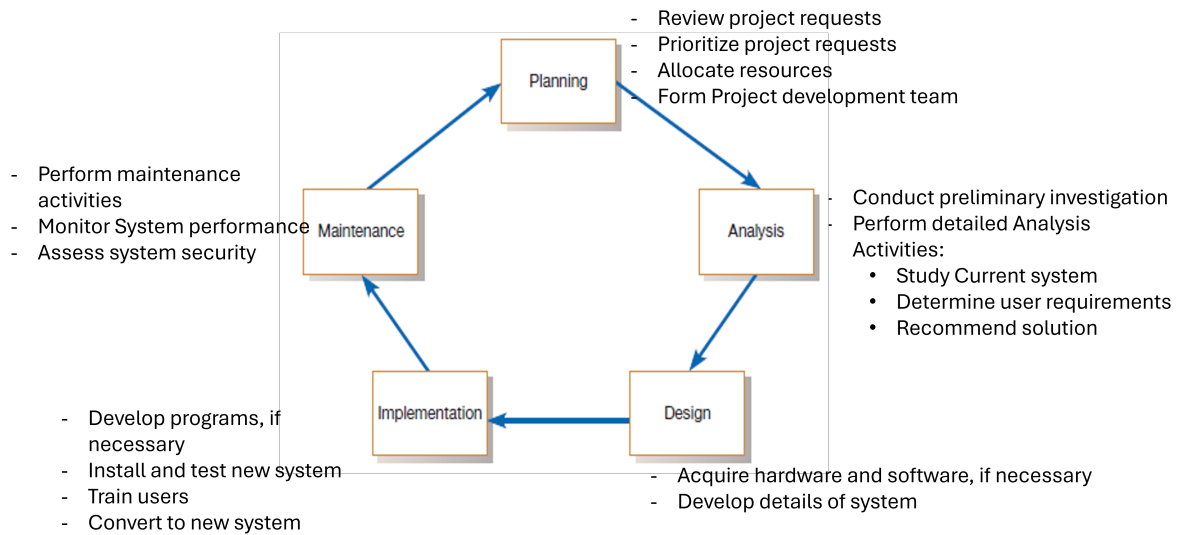 - Review project requests
- Prioritize project requests
- Allocate resources
- Form Project development team
Planning
- Perform maintenance
activities
- Monitor System performance
- Assess system security
Maintenance
Analysis
- Conduct preliminary investigation
- Perform detailed Analysis
Activities:
• Study Current system
• Determine user requirements
• Recommend solution
Implementation
Design
- Develop programs, if
necessary
- Install and test new system
- Train users
- Convert to new system
- Acquire hardware and software, if necessary
- Develop details of system